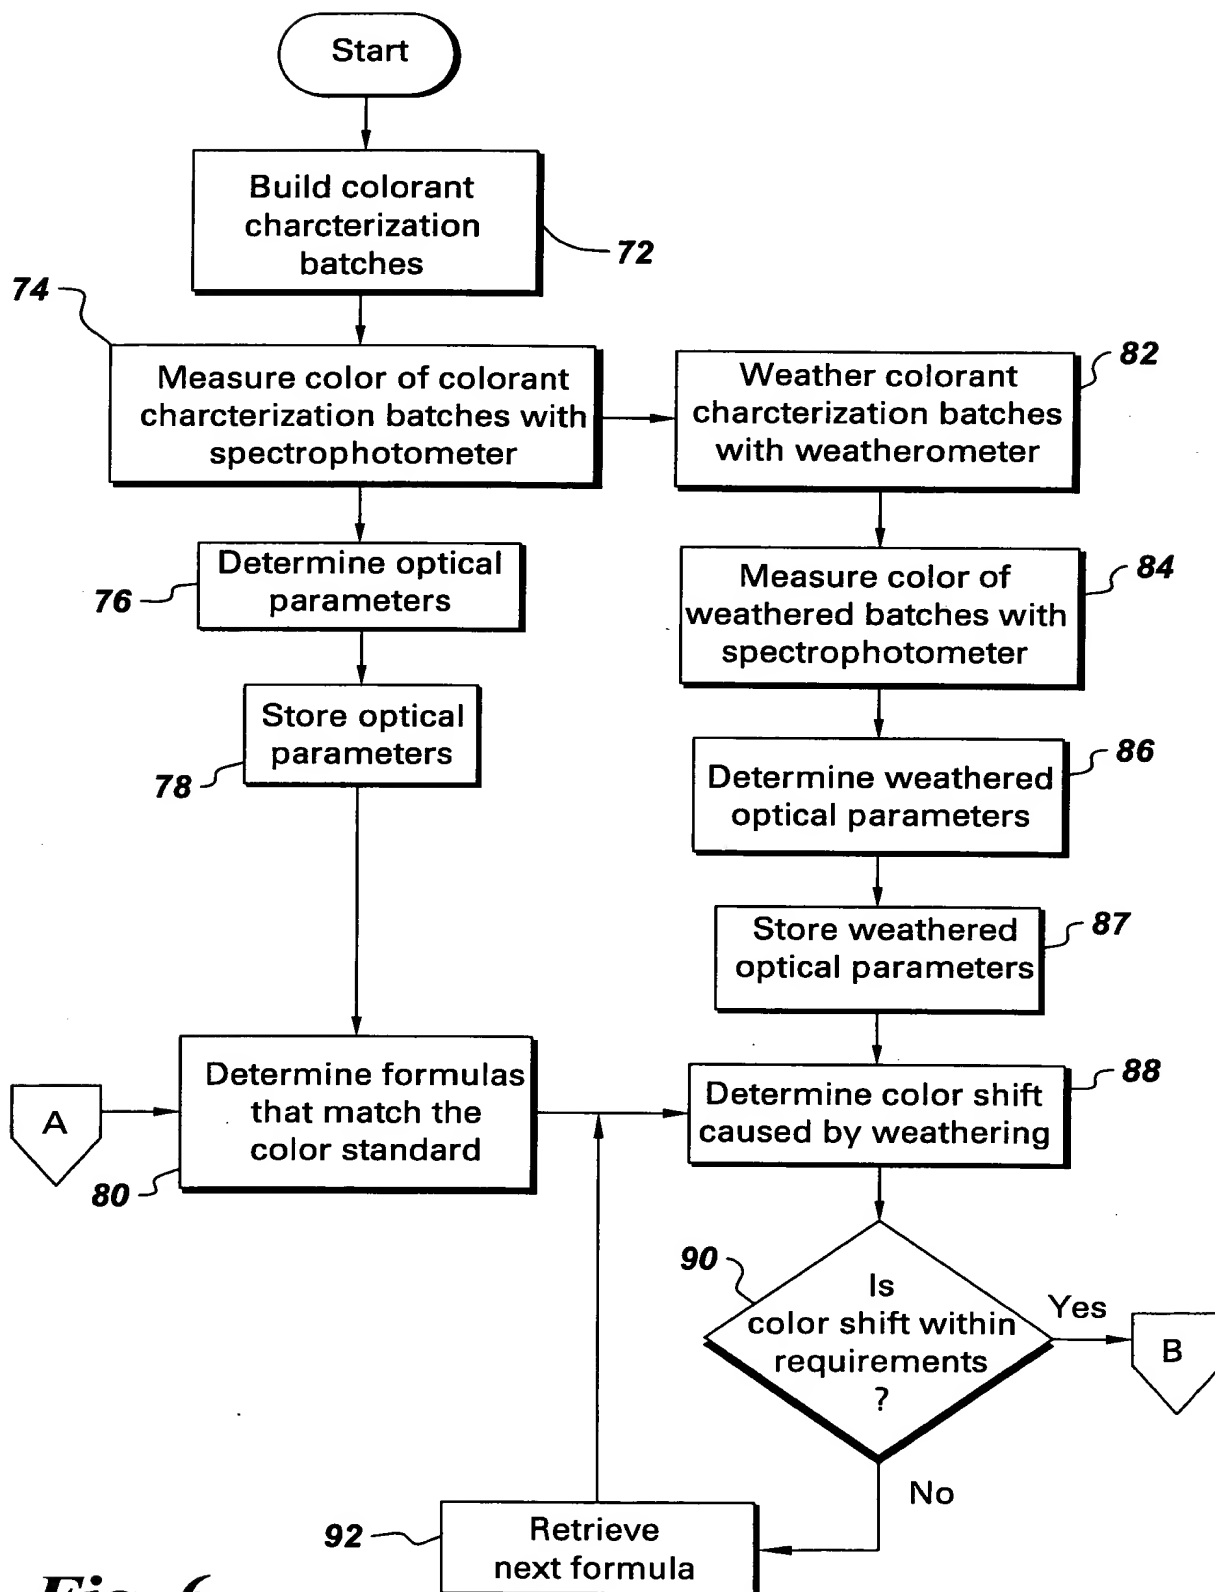 Start
Build colorant
charcterization
batches
72
74
Measure color of colorant
charcterization batches with
spectrophotometer
82
Weather colorant
charcterization batches
with weatherometer
76
Determine optical
parameters
84
Measure color of
weathered batches with
spectrophotometer
78
Store optical
parameters
86
Determine weathered
optical parameters
87
Store weathered
optical parameters
A
80
Determine formulas
that match the
color standard
88
Determine color shift
caused by weathering
90
Is
color shift within
requirements
?
Yes
B
No
92
Retrieve
next formula
Fig. 6